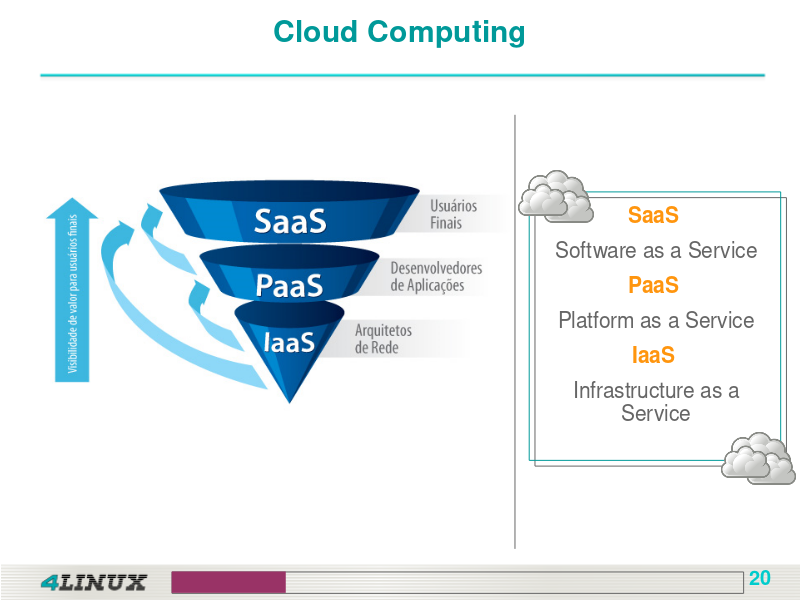 Cloud Computing
Visibilidade de valor para usuários finais
SaaS
Usuários
Finais
PaaS
Desenvolvedores
de Aplicações
IaaS
Arquitetos
de Rede
SaaS
Software as a Service
PaaS
Platform as a Service
IaaS
Infrastructure as a
Service
4LINUX
20